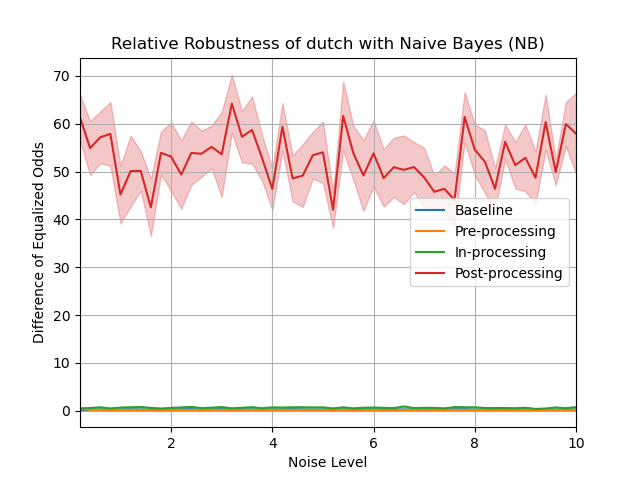 Relative Robustness of dutch with Naive Bayes (NB)
Difference of Equalized Odds
70
60
50
40
30
20
10
0
Baseline
Pre-processing
In-processing
Post-processing
2
4
6
8
10
Noise Level